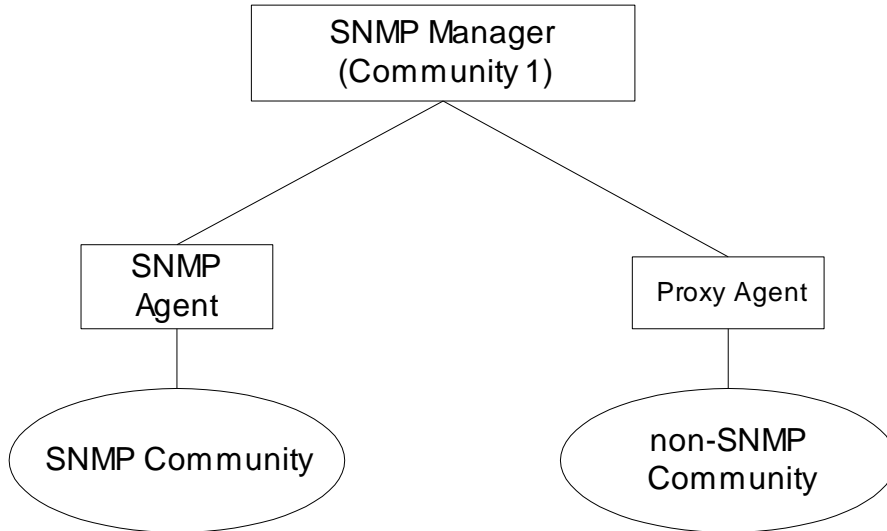 SNMP Manager
(Community 1)
SNMP
Agent
Proxy Agent
SNMP Community
non-SNMP
Community